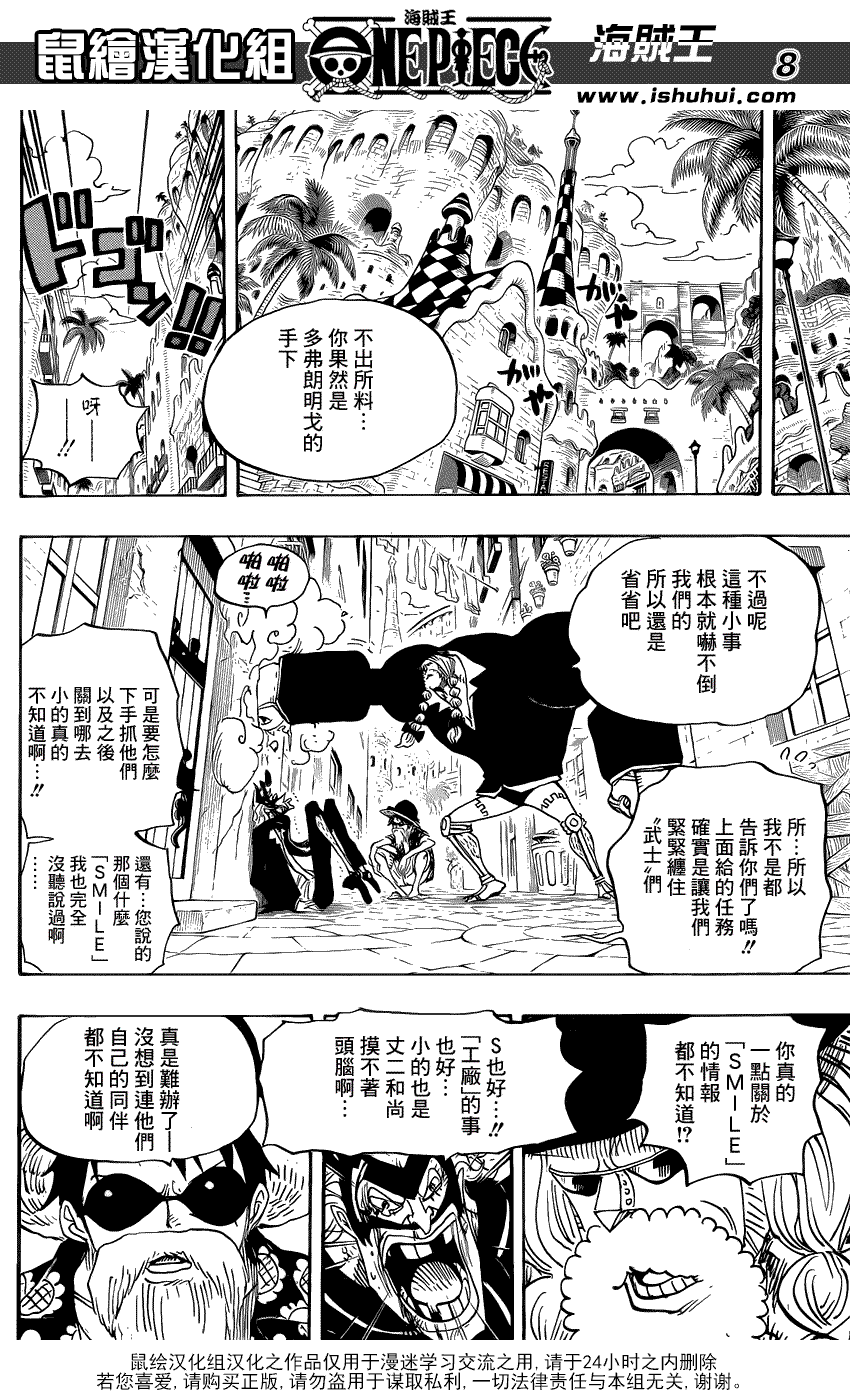 鼠繪漢化組
海賊王
ONE PIECE
海賊王
8
www.ishuhui.com
ガヤ
ガヤ
不出所料…
你果然是
多弗朗明戈的
手下
ドゴォン!!
呀
——!!
不過呢
這種小事
根本就嚇不倒
我們的
所以還是
省省吧
啪啦
啪啦
…
所…所以
我不是都
告訴你們了嗎!!
上面給的任務
確實是讓我們
緊緊纏住
〝武士〞們
可是要怎麼
下手抓他們
以及之後
關到哪去
小的真的
不知道啊…!!
還有…您說的
那個什麼
「SMILE」
我也完全
沒聽說過啊
……
你真的
一點關於
「SMILE」
的情報
都不知道!?
S也好…!!
也好…
「工廠」的事
小的也是
丈二和尚
摸不著
頭腦啊…
真是難辦了——
沒想到連他們
自己的同伴
都不知道啊
鼠绘汉化组汉化之作品仅用于漫迷学习交流之用, 请于24小时之内删除
若您喜爱, 请购买正版, 请勿盗用于谋取私利, 一切法律责任与本组无关, 谢谢。